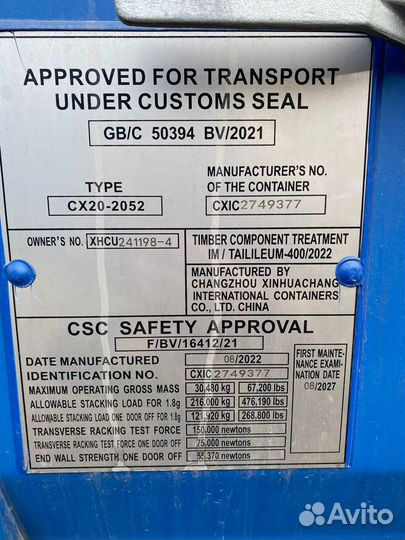 APPROVED FOR TRANSPORT
UNDER CUSTOMS SEAL
GB/C 50394 BV/2021
TYPE
CX20-2052
MANUFACTURER'S NO.
OF THE CONTAINER
CXIC2749377
OWNER'S NO. XHCU241198-4
TIMBER COMPONENT TREATMENT
IM / TAILILEUM-400/2022
MANUFACTURED BY
CHANGZHOU XINHUACHANG
INTERNATIONAL CONTAINERS
CO., LTD. CHINA
CSC SAFETY APPROVAL
F/BV/16412/21
DATE MANUFACTURED 08/2022
IDENTIFICATION NO. CXIC2749377
MAXIMUM OPERATING GROSS MASS 30,480 kg 67,200 lbs
ALLOWABLE STACKING LOAD FOR 1.8g 216,000 kg 476,190 lbs
ALLOWABLE STACKING LOAD ONE DOOR OFF FOR 1.8g 121,920 kg 268,800 lbs
TRANSVERSE RACKING TEST FORCE 150,000 newtons
TRANSVERSE RACKING TEST FORCE ONE DOOR OFF 75,000 newtons
END WALL STRENGTH ONE DOOR OFF 55,370 newtons
FIRST MAINTE-
NANCE EXAMI-
NATION DATE
08/2027
Avito